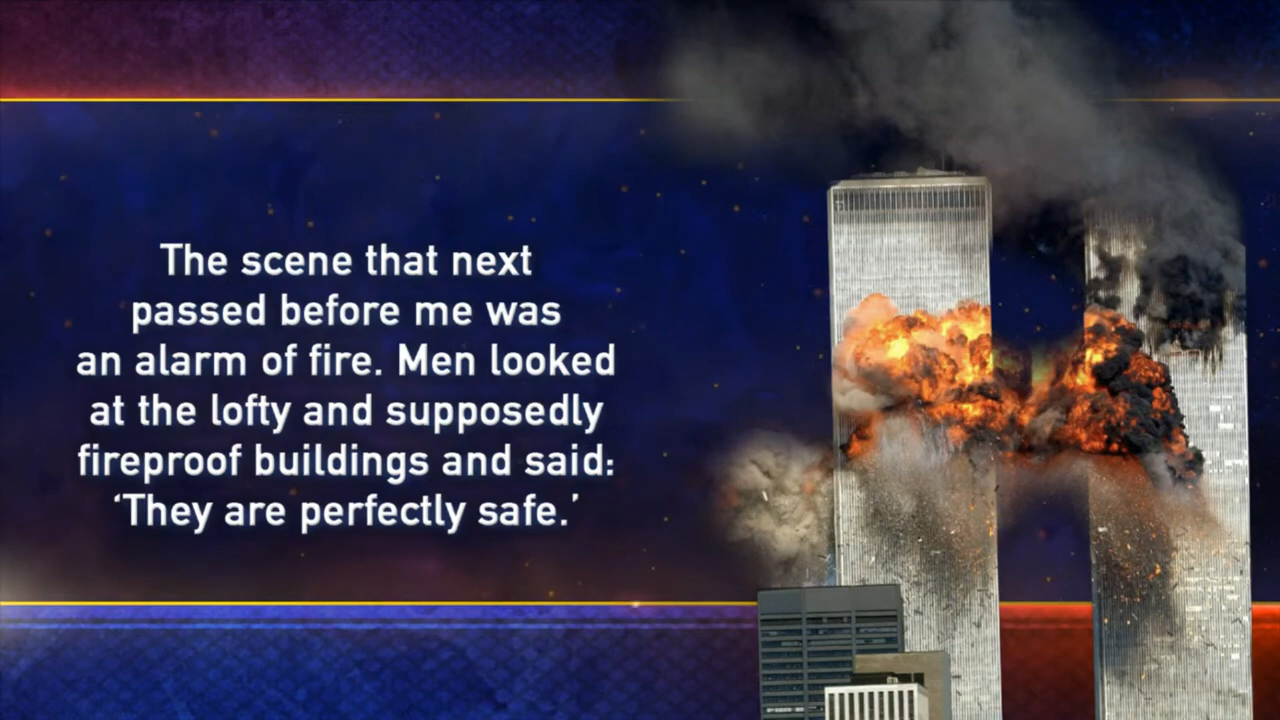 The scene that next
passed before me was
an alarm of fire. Men looked
at the lofty and supposedly
fireproof buildings and said:
‘They are perfectly safe.’